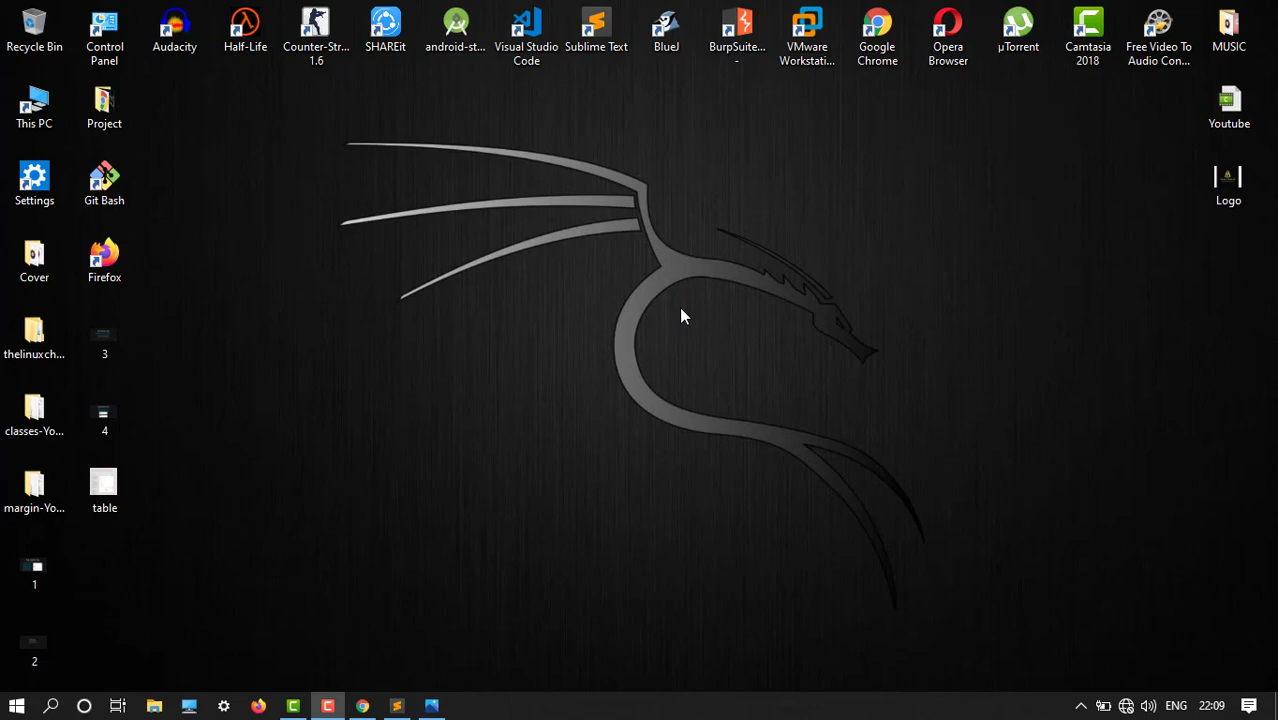 Recycle Bin
Control
Panel
Audacity
Half-Life
Counter-Str...
1.6
SHAREit
android-st...
Visual Studio
Code
Sublime Text
BlueJ
BurpSuite...
-
VMware
Workstati...
Google
Chrome
Opera
Browser
µTorrent
Camtasia
2018
Free Video To
Audio Con...
MUSIC
This PC
Project
Youtube
Settings
Git Bash
Logo
Cover
Firefox
thelinuxch...
3
classes-Yo...
4
margin-Yo...
table
1
2
ENG
22:09